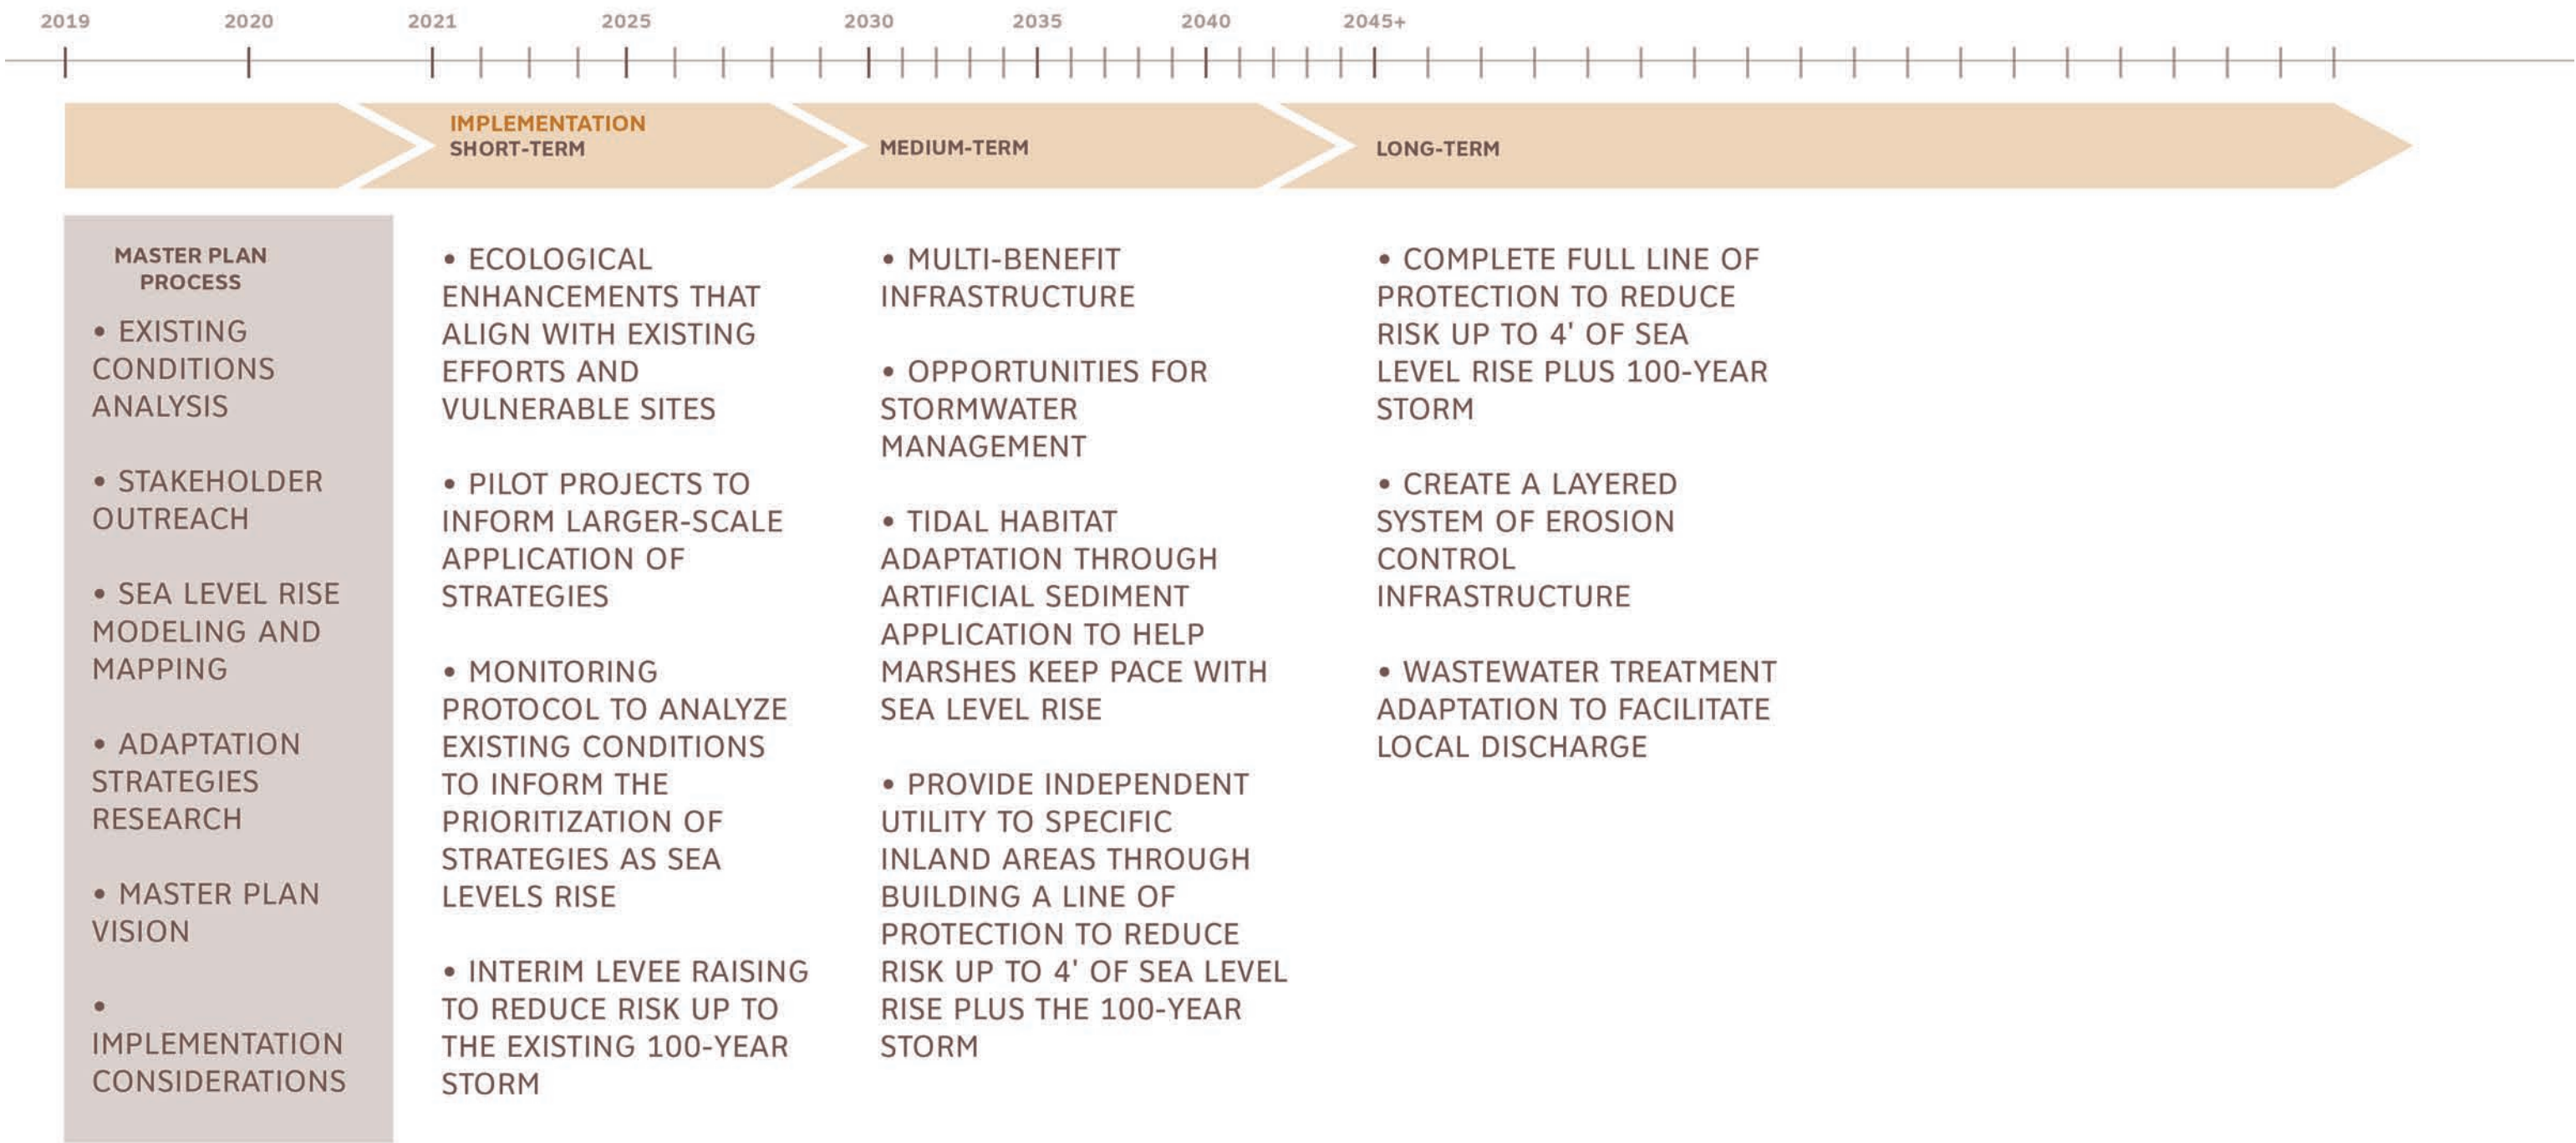 2019 2020 2021 2025 2030 2035 2040 2045+
IMPLEMENTATION
SHORT-TERM
MEDIUM-TERM
LONG-TERM
MASTER PLAN
PROCESS
• EXISTING
CONDITIONS
ANALYSIS
• STAKEHOLDER
OUTREACH
• SEA LEVEL RISE
MODELING AND
MAPPING
• ADAPTATION
STRATEGIES
RESEARCH
• MASTER PLAN
VISION
•
IMPLEMENTATION
CONSIDERATIONS
• ECOLOGICAL
ENHANCEMENTS THAT
ALIGN WITH EXISTING
EFFORTS AND
VULNERABLE SITES
• PILOT PROJECTS TO
INFORM LARGER-SCALE
APPLICATION OF
STRATEGIES
• MONITORING
PROTOCOL TO ANALYZE
EXISTING CONDITIONS
TO INFORM THE
PRIORITIZATION OF
STRATEGIES AS SEA
LEVELS RISE
• INTERIM LEVEE RAISING
TO REDUCE RISK UP TO
THE EXISTING 100-YEAR
STORM
• MULTI-BENEFIT
INFRASTRUCTURE
• OPPORTUNITIES FOR
STORMWATER
MANAGEMENT
• TIDAL HABITAT
ADAPTATION THROUGH
ARTIFICIAL SEDIMENT
APPLICATION TO HELP
MARSHES KEEP PACE WITH
SEA LEVEL RISE
• PROVIDE INDEPENDENT
UTILITY TO SPECIFIC
INLAND AREAS THROUGH
BUILDING A LINE OF
PROTECTION TO REDUCE
RISK UP TO 4' OF SEA LEVEL
RISE PLUS THE 100-YEAR
STORM
• COMPLETE FULL LINE OF
PROTECTION TO REDUCE
RISK UP TO 4' OF SEA
LEVEL RISE PLUS 100-YEAR
STORM
• CREATE A LAYERED
SYSTEM OF EROSION
CONTROL
INFRASTRUCTURE
• WASTEWATER TREATMENT
ADAPTATION TO FACILITATE
LOCAL DISCHARGE